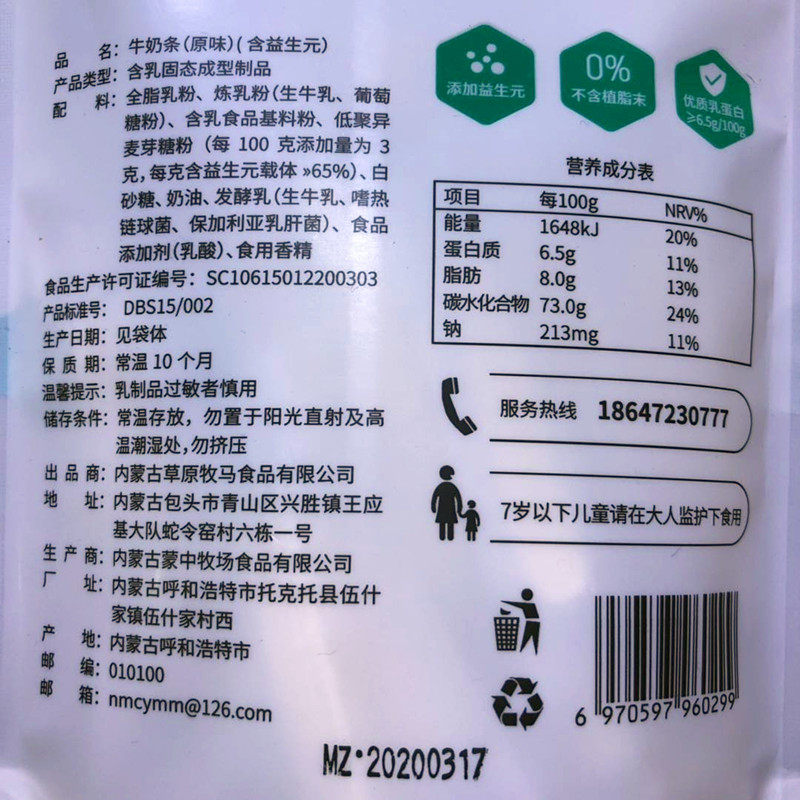 品 名：牛奶条（原味）（含益生元）
产品类型：含乳固态成型制品
配 料：全脂乳粉、炼乳粉（生牛乳、葡萄
糖粉）、含乳食品基料粉、低聚异
麦芽糖粉（每 100 克添加量为 3
克，每克含益生元载体 »65%）、白
砂糖、奶油、发酵乳（生牛乳、嗜热
链球菌、保加利亚乳肝菌）、食品
添加剂（乳酸）、食用香精
食品生产许可证编号：SC10615012200303
产品标准号：DBS15/002
生产日期：见袋体
保 质 期：常温 10 个月
温馨提示：乳制品过敏者慎用
储存条件：常温存放，勿置于阳光直射及高
温潮湿处，勿挤压
出 品 商：内蒙古草原牧马食品有限公司
地 址：内蒙古包头市青山区兴胜镇王应
基大队蛇令窑村六栋一号
生 产 商：内蒙古蒙中牧场食品有限公司
厂 址：内蒙古呼和浩特市托克托县伍什
家镇伍什家村西
产 地：内蒙古呼和浩特市
邮 编：010100
邮 箱：nmcymm@126.com
添加益生元
0%
不含植脂末
优质乳蛋白
≥6.5g/100g
营养成分表
项目 每100g NRV%
能量 1648kJ 20%
蛋白质 6.5g 11%
脂肪 8.0g 13%
碳水化合物 73.0g 24%
钠 213mg 11%
服务热线 18647230777
7岁以下儿童请在大人监护下食用
6 970597 960299
MZ·20200317